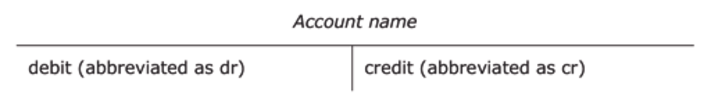 Account name
debit (abbreviated as dr) credit (abbreviated as cr)